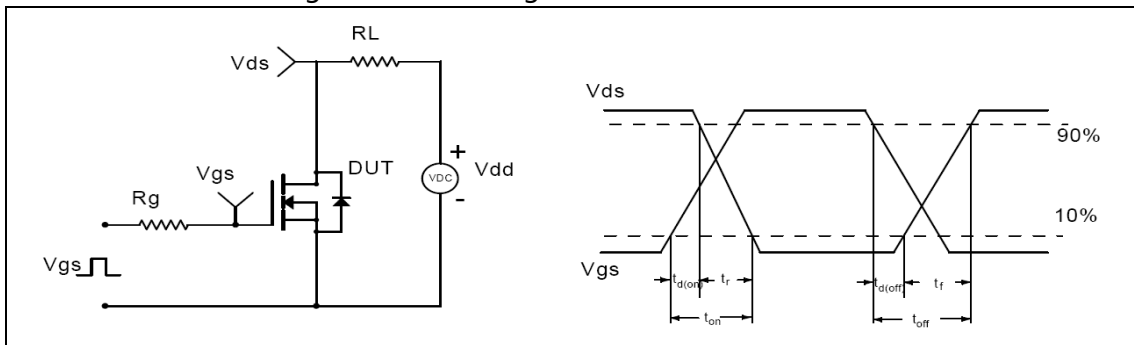 RL
Vds
Vgs
DUT
VDC
+
Vdd
-
Rg
Vgs
Vds
90%
10%
Vgs
td(on)
tr
td(off)
tf
ton
toff